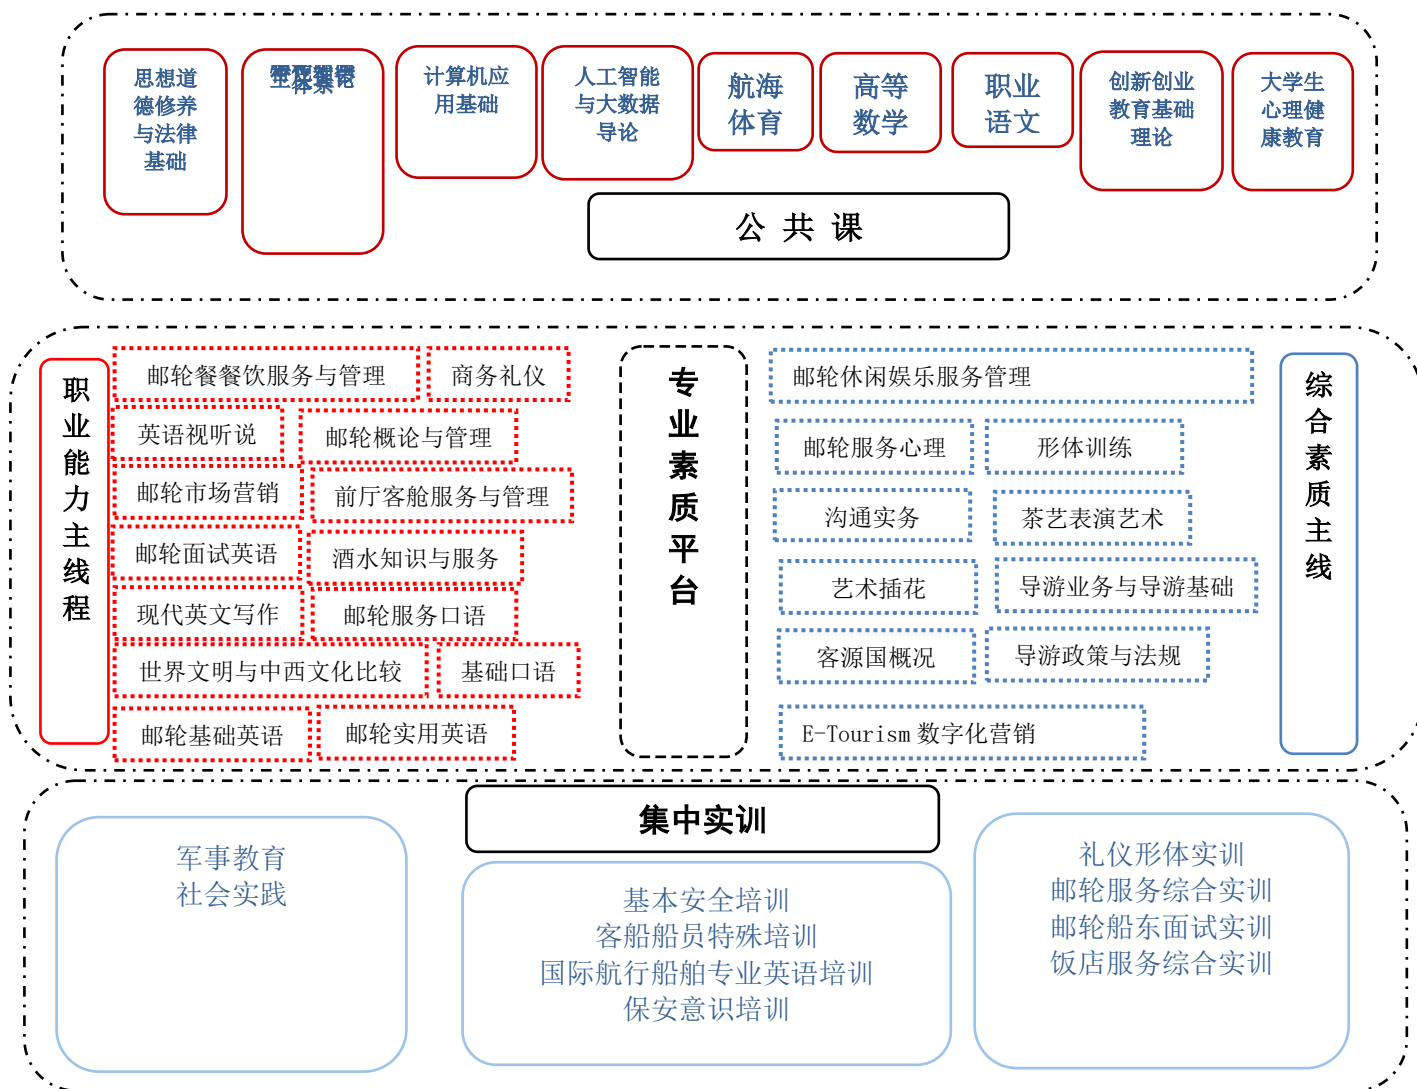 思想道
德修养
与法律
基础
体系
计算机应
用基础
人工智能
与大数据
导论
航海
体育
高等
数学
职业
语文
创新创业
教育基础
理论
大学生
心理健
康教育
公 共 课
职业能力主线程
邮轮餐餐饮服务与管理
商务礼仪
英语视听说
邮轮概论与管理
邮轮市场营销
前厅客舱服务与管理
邮轮面试英语
酒水知识与服务
现代英文写作
邮轮服务口语
世界文明与中西文化比较
基础口语
邮轮基础英语
邮轮实用英语
专业素质平台
邮轮休闲娱乐服务管理
邮轮服务心理
形体训练
沟通实务
茶艺表演艺术
艺术插花
导游业务与导游基础
客源国概况
导游政策与法规
E-Tourism 数字化营销
综合素质主线
集中实训
军事教育
社会实践
基本安全培训
客船船员特殊培训
国际航行船舶专业英语培训
保安意识培训
礼仪形体实训
邮轮服务综合实训
邮轮船东面试实训
饭店服务综合实训